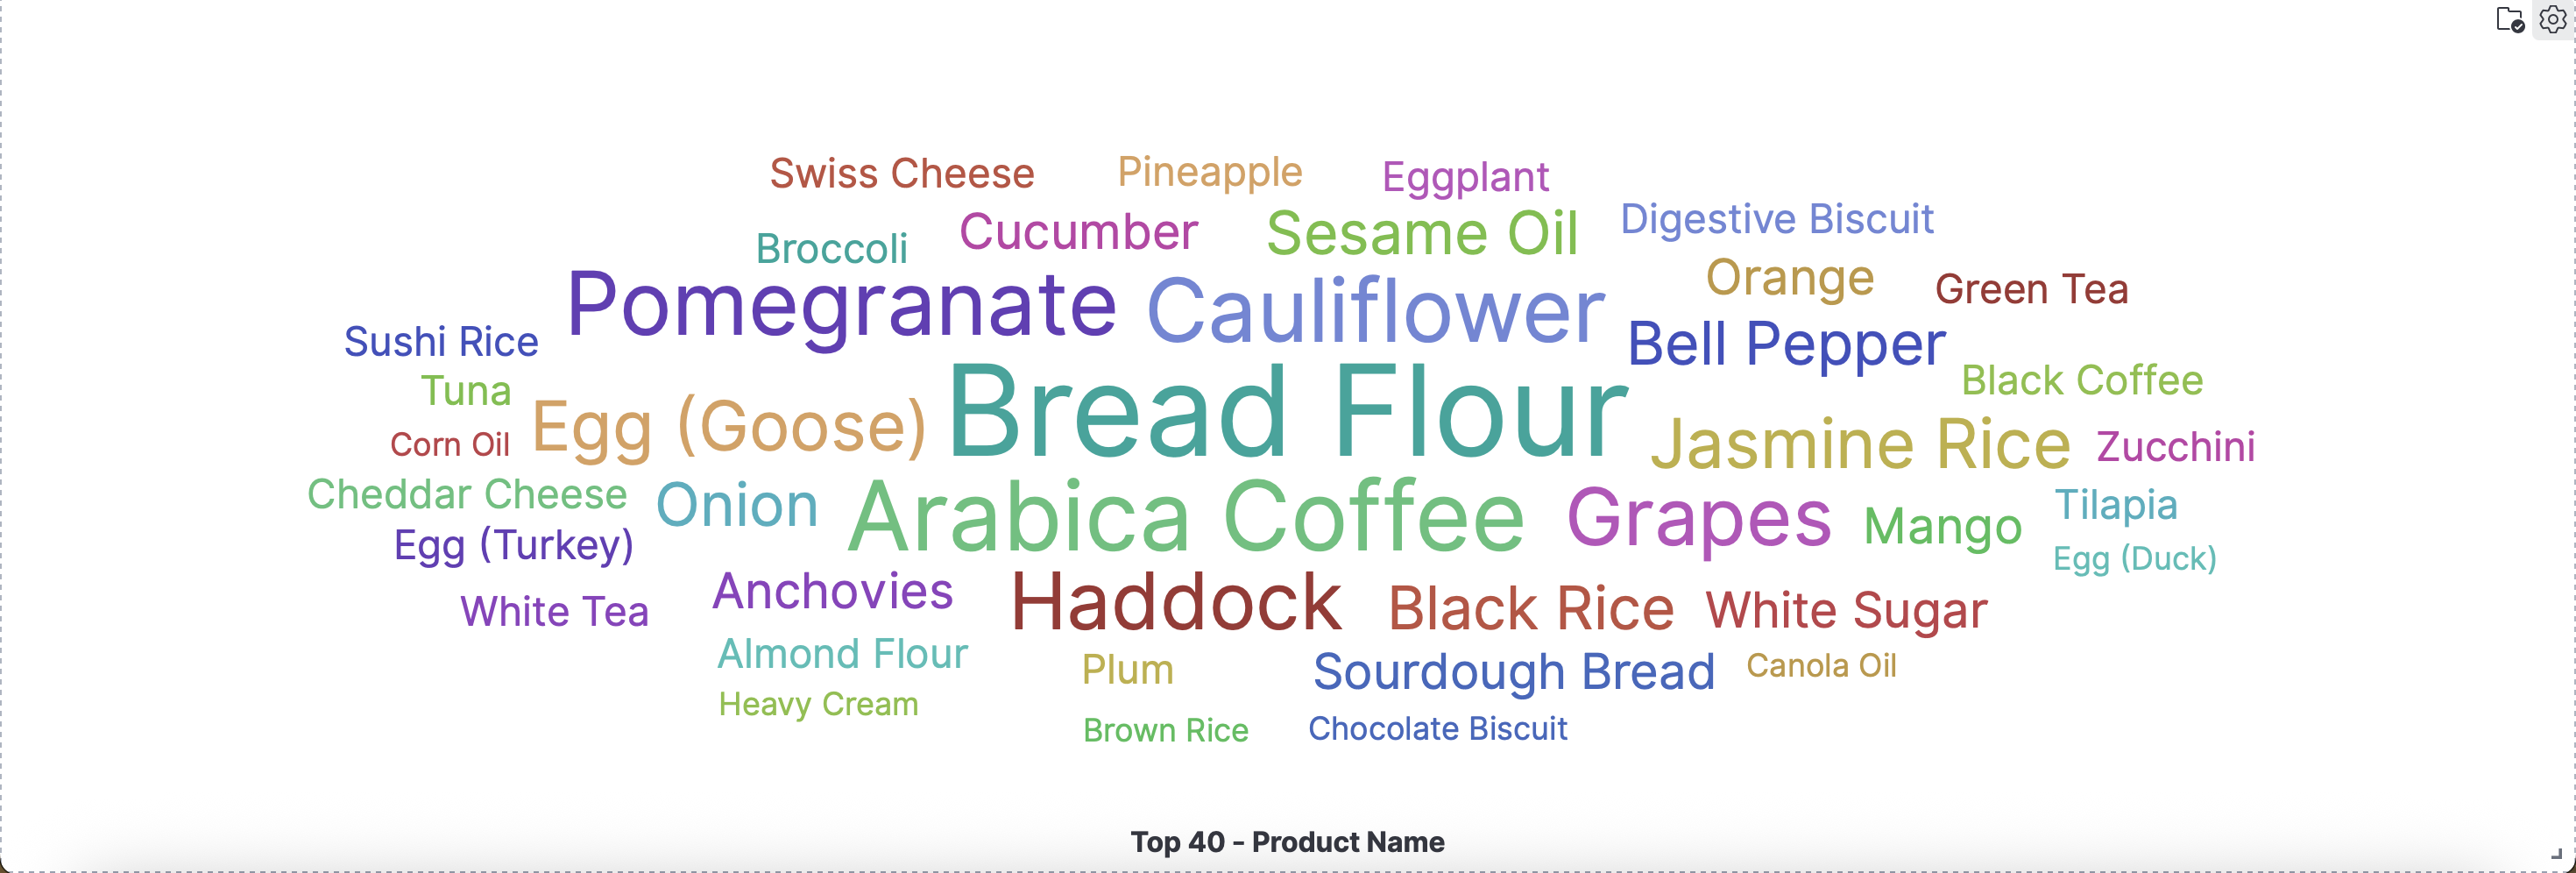 Swiss Cheese
Pineapple
Eggplant
Digestive Biscuit
Broccoli
Cucumber
Sesame Oil
Orange
Green Tea
Pomegranate
Cauliflower
Sushi Rice
Bell Pepper
Tuna
Black Coffee
Egg (Goose)
Bread Flour
Jasmine Rice
Zucchini
Corn Oil
Cheddar Cheese
Onion
Arabica Coffee
Grapes
Mango
Tilapia
Egg (Turkey)
Egg (Duck)
White Tea
Anchovies
Haddock
Black Rice
White Sugar
Almond Flour
Plum
Sourdough Bread
Canola Oil
Heavy Cream
Brown Rice
Chocolate Biscuit
Top 40 - Product Name